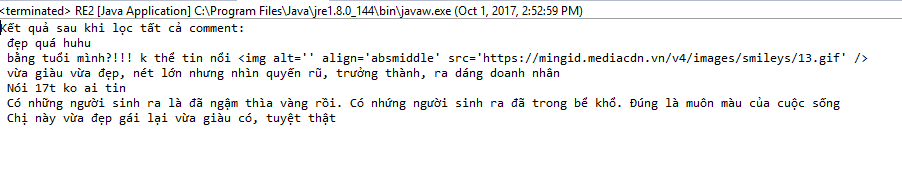 <terminated> RE2 [Java Application] C:\Program Files\Java\jre1.8.0_144\bin\javaw.exe (Oct 1, 2017, 2:52:59 PM)
Kết quả sau khi lọc tất cả comment:
đẹp quá huhu
bằng tuổi mình?!!! k thể tin nổi <img alt='' align='absmiddle' src='https://mingid.mediacdn.vn/v4/images/smileys/13.gif' />
vừa giàu vừa đẹp, nét lớn nhưng nhìn quyến rũ, trưởng thành, ra dáng doanh nhân
Nói 17t ko ai tin
Có những người sinh ra là đã ngậm thìa vàng rồi. Có những người sinh ra đã trong bể khổ. Đúng là muôn màu của cuộc sống
Chị này vừa đẹp gái lại vừa giàu có, tuyệt thật